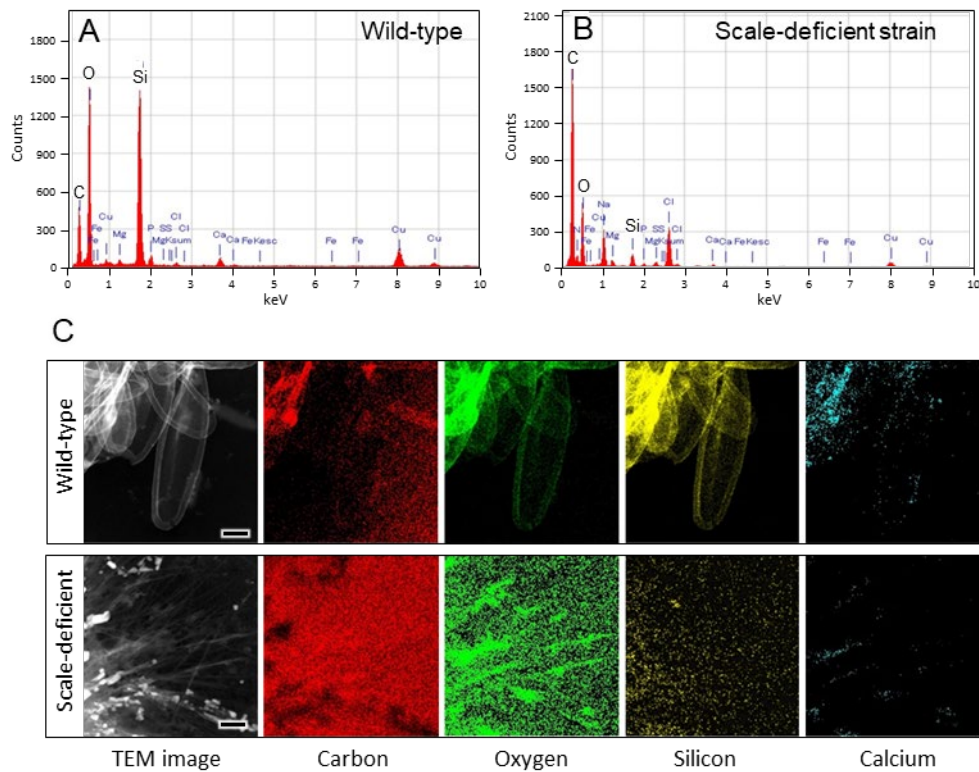 A
Wild-type
1800
1500
1200
900
600
300
0
Counts
C
O
Si
Fe
Fe
Cu
Mg
P
SS
MgKsum
Cl
Cl
Ca
Ca
Fe
Kesc
Fe
Fe
Cu
Cu
0 1 2 3 4 5 6 7 8 9 10
keV
B
Scale-deficient strain
2100
1800
1500
1200
900
600
300
0
Counts
C
O
Si
N
Fe
Cu
Na
Mg
P
SS
MgKsum
Cl
Cl
Ca
Ca
Fe
Kesc
Fe
Fe
Cu
Cu
0 1 2 3 4 5 6 7 8 9 10
keV
C
Wild-type
Scale-deficient
TEM image Carbon Oxygen Silicon Calcium